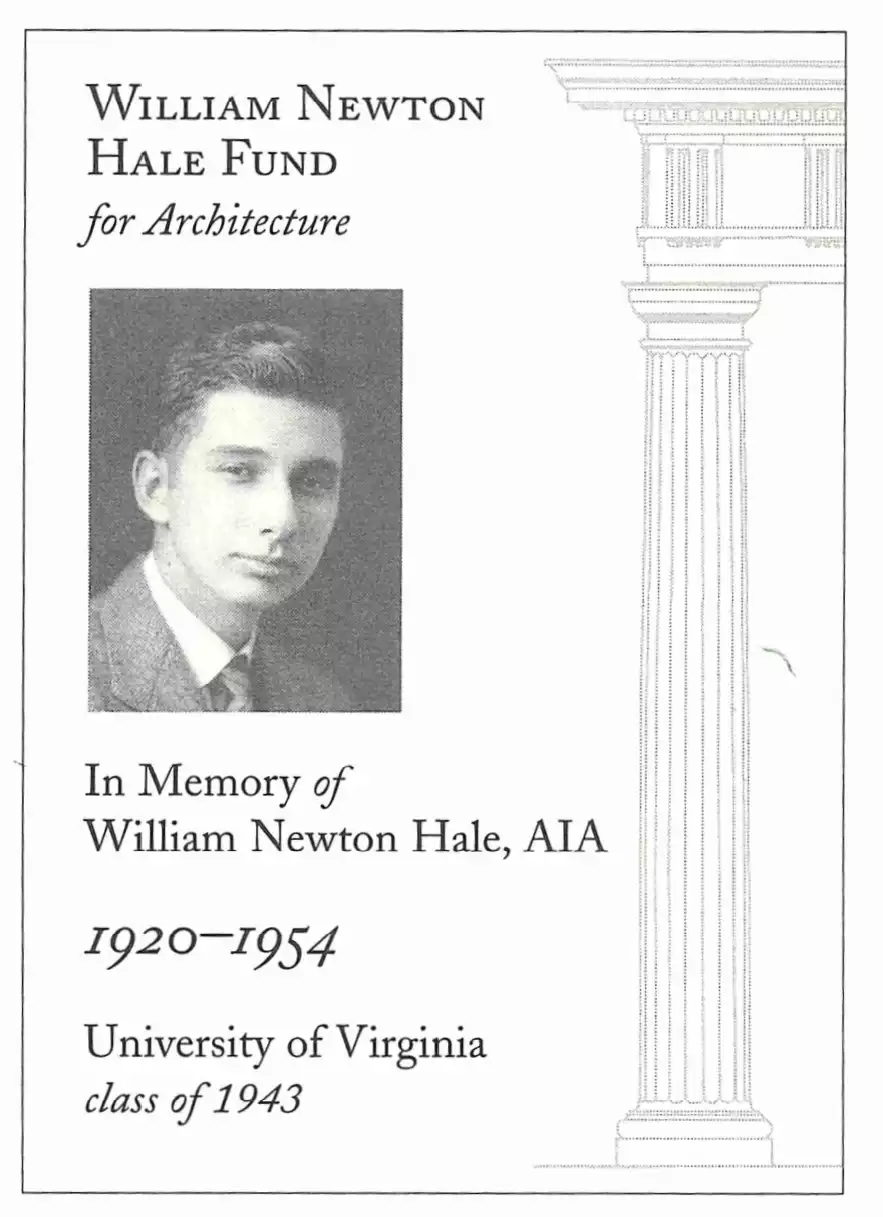 William Newton
Hale Fund
for Architecture
In Memory of
William Newton Hale, AIA
1920–1954
University of Virginia
class of 1943